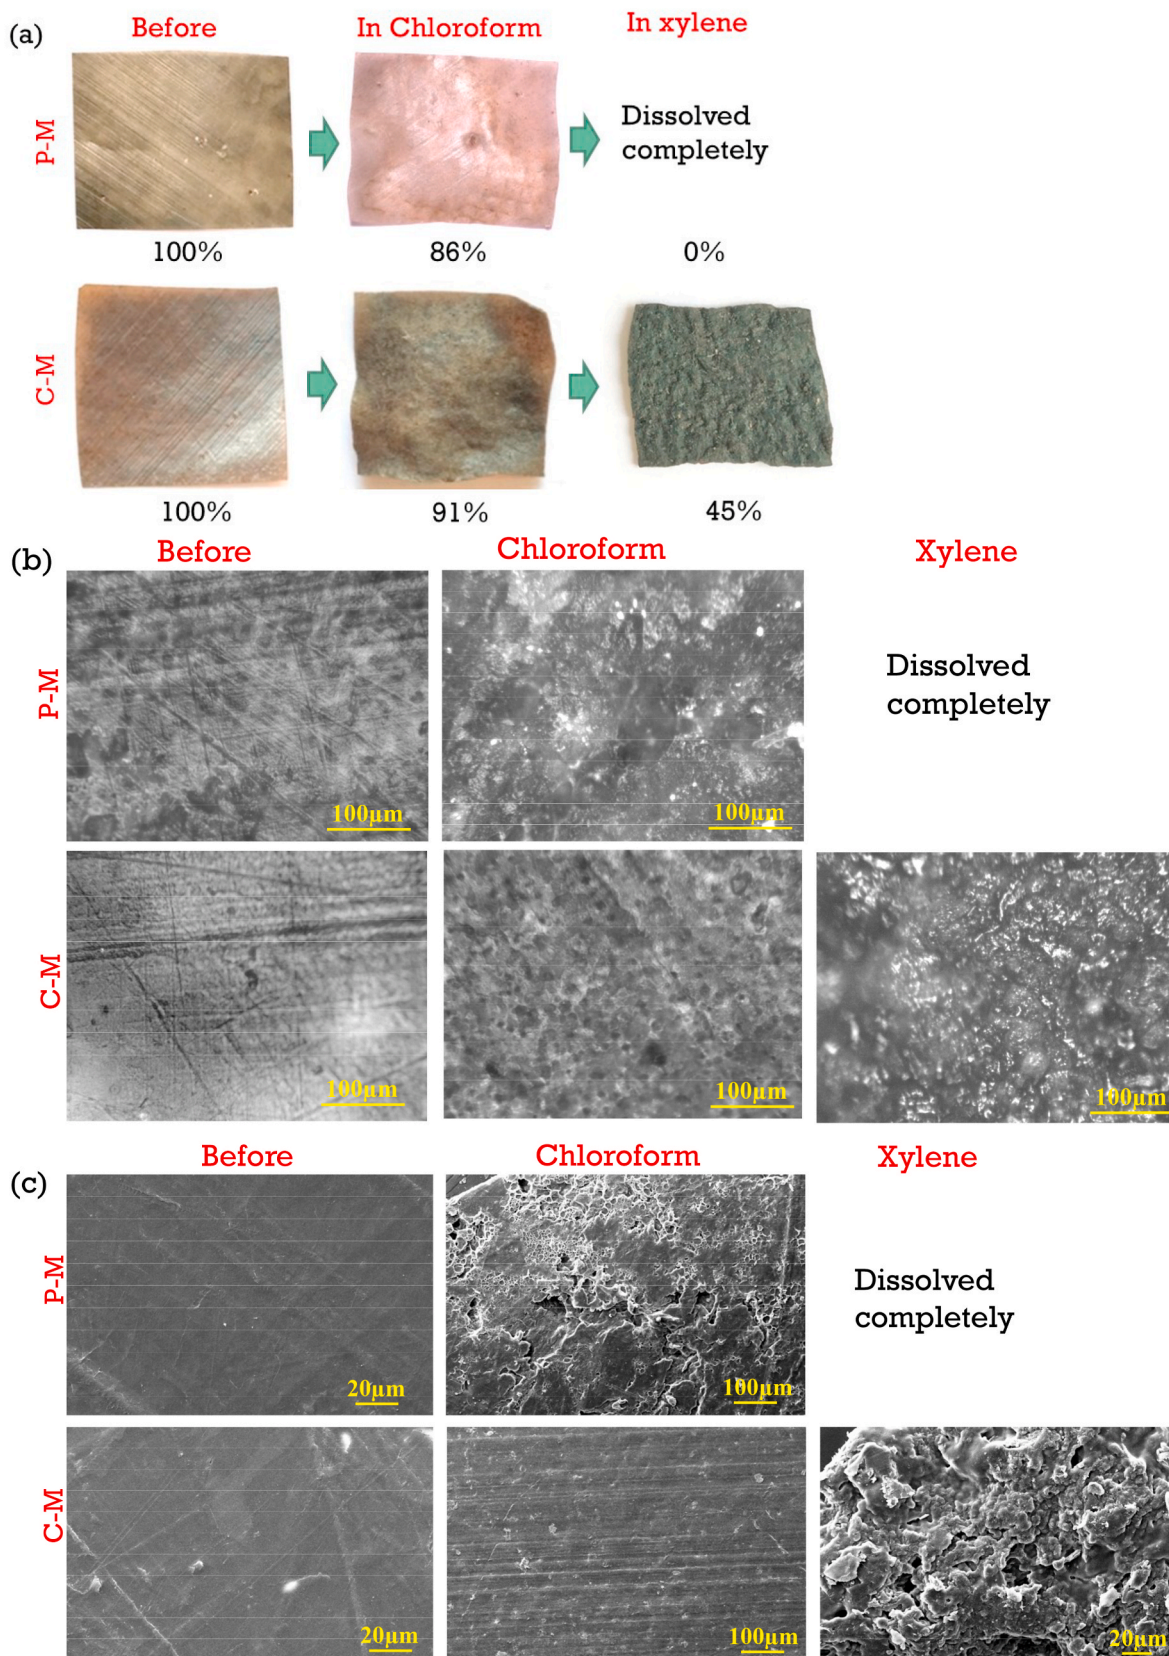 (a)
Before
In Chloroform
In xylene
P-M
Dissolved
completely
100%
86%
0%
C-M
100%
91%
45%
(b)
Before
Chloroform
Xylene
P-M
Dissolved
completely
100µm
100µm
C-M
100µm
100µm
100µm
(c)
Before
Chloroform
Xylene
P-M
Dissolved
completely
20µm
100µm
C-M
20µm
100µm
20µm